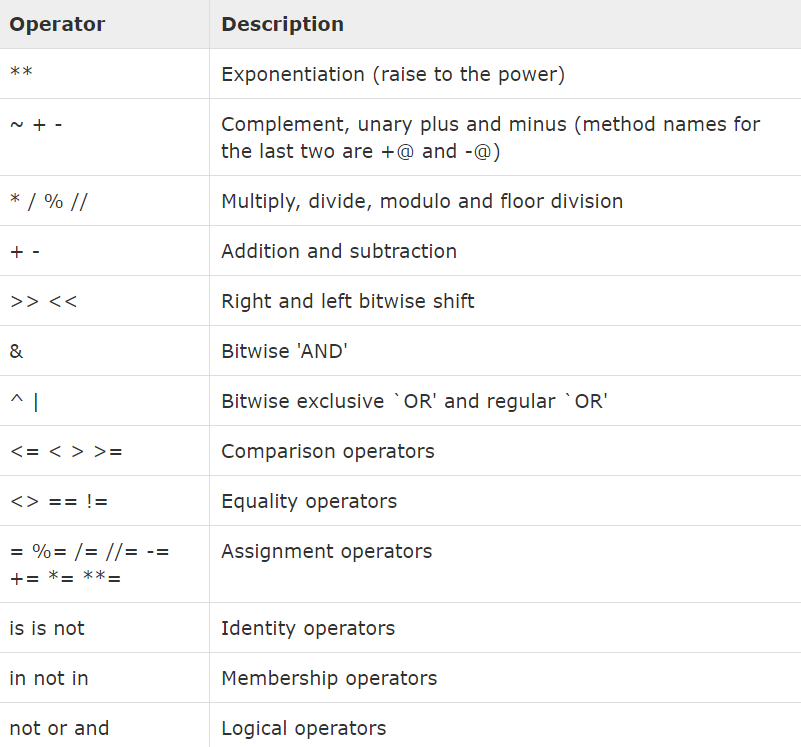 Operator Description
** Exponentiation (raise to the power)
~ + - Complement, unary plus and minus (method names for
the last two are +@ and -@)
* / % // Multiply, divide, modulo and floor division
+ - Addition and subtraction
>> << Right and left bitwise shift
& Bitwise 'AND'
^ | Bitwise exclusive `OR' and regular `OR'
<= < > >= Comparison operators
<> == != Equality operators
= %= /= //= -= Assignment operators
+= *= **=
is is not Identity operators
in not in Membership operators
not or and Logical operators